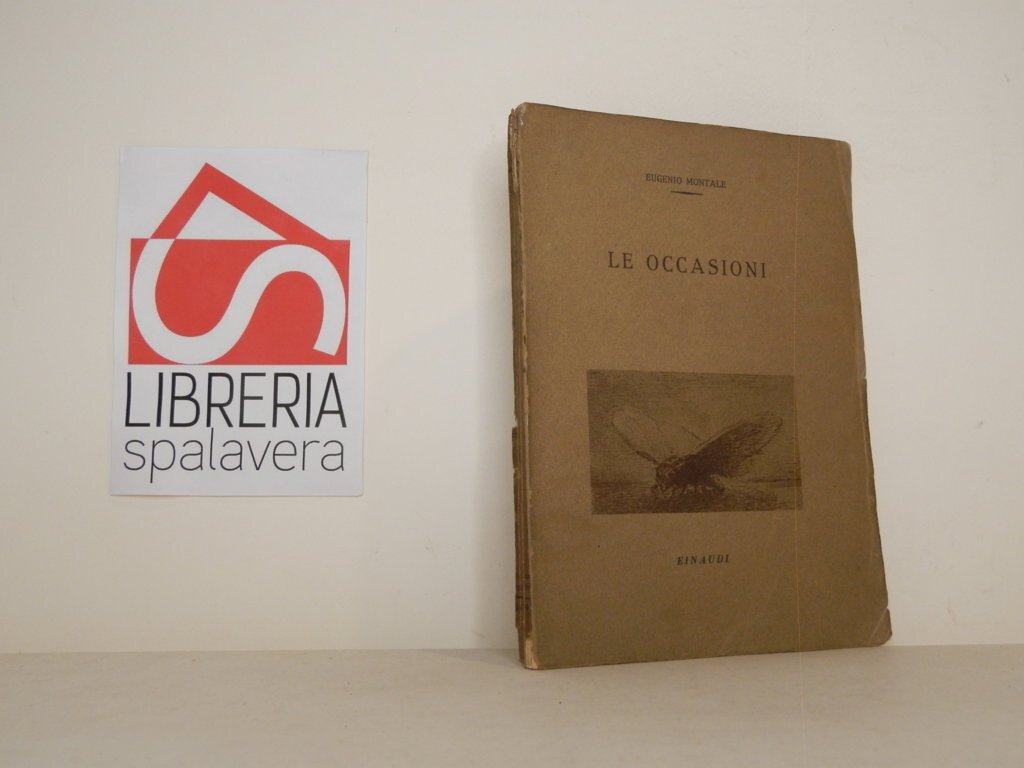 LIBRERIA
spalavera
EUGENIO MONTALE
LE OCCASIONI
EINAUDI